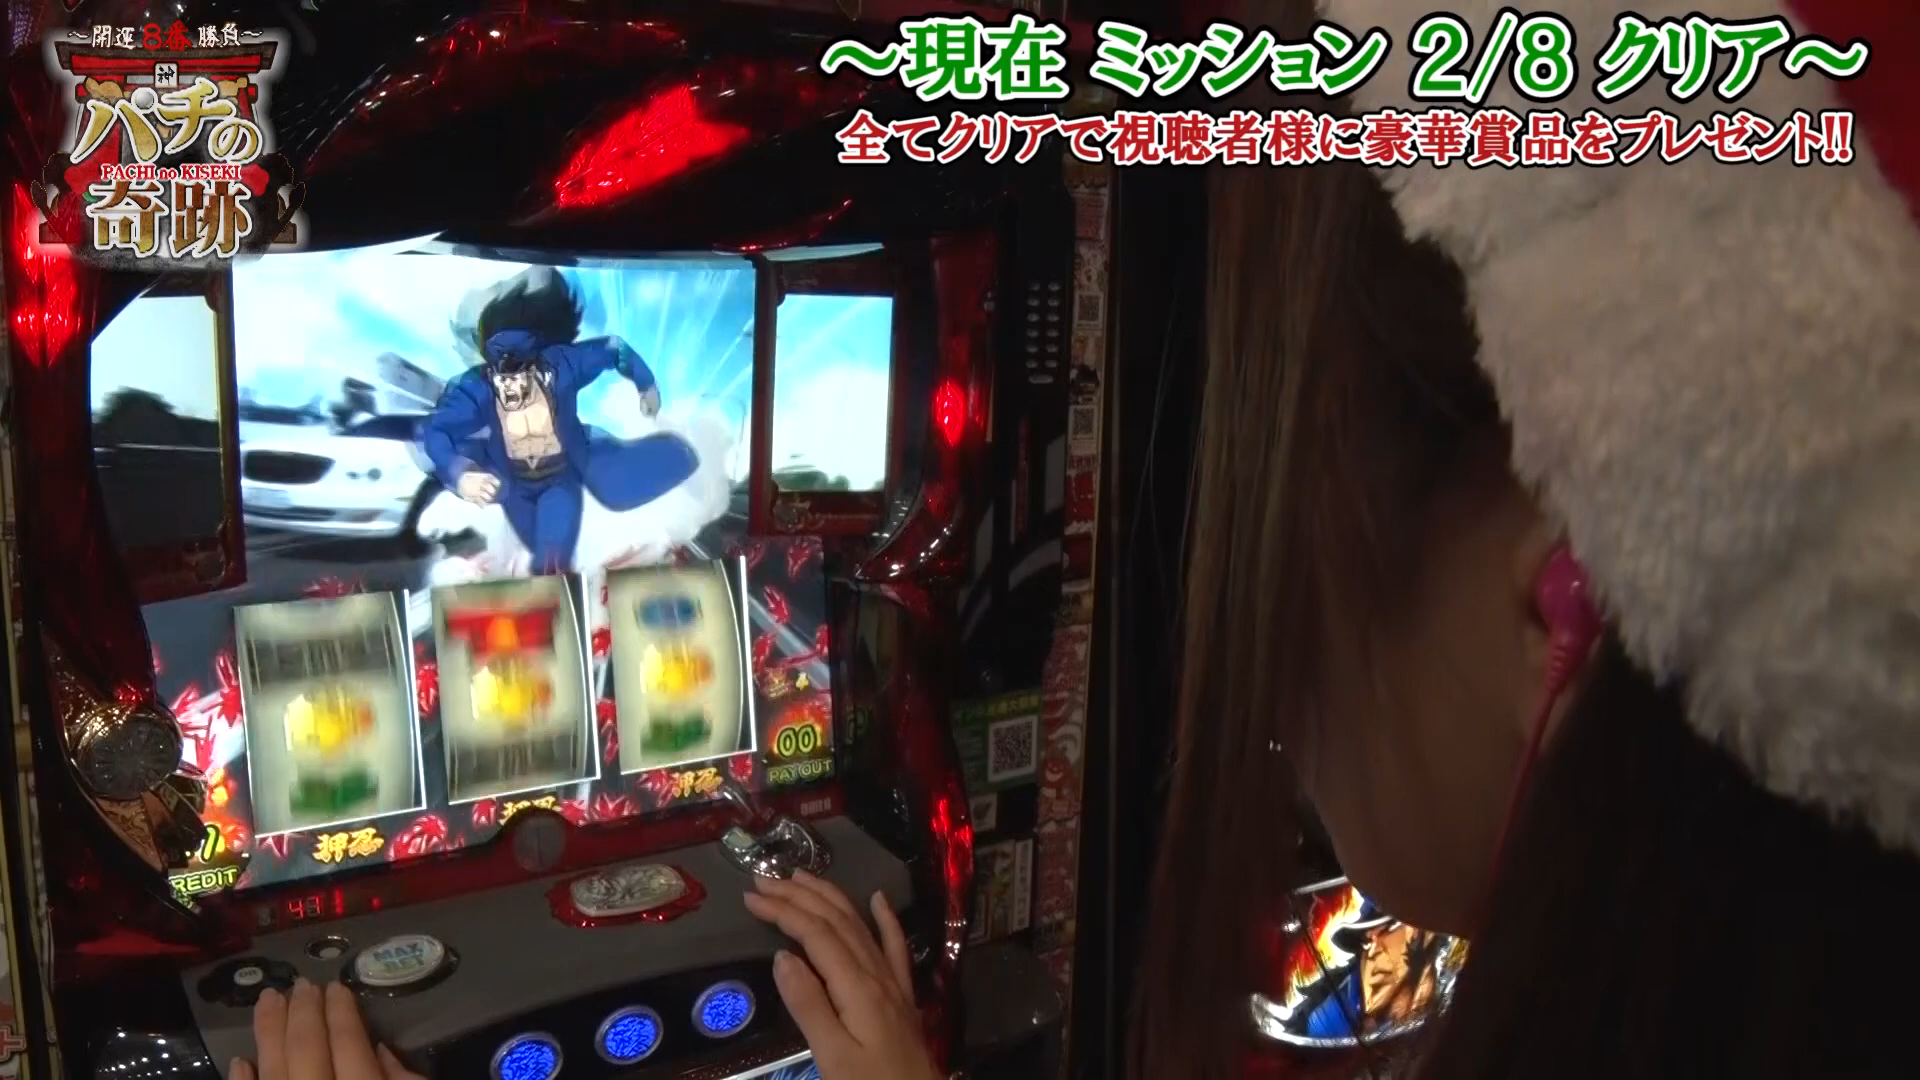 ～開運8番勝負～
神
パチの
PACHI no KISEKI
奇跡
～現在 ミッション 2/8 クリア～
全てクリアで視聴者様に豪華賞品をプレゼント!!
00
PAY OUT
押忍
押忍
押忍
CREDIT
43
MAX
BET